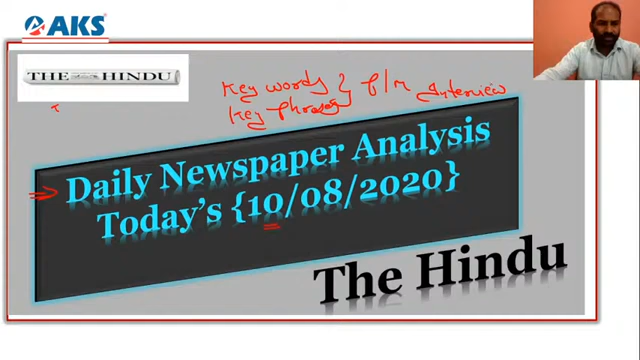 AKS
THE HINDU
Key words } P/M Interview
Key Phrases
Daily Newspaper Analysis
Today's {10/08/2020}
The Hindu